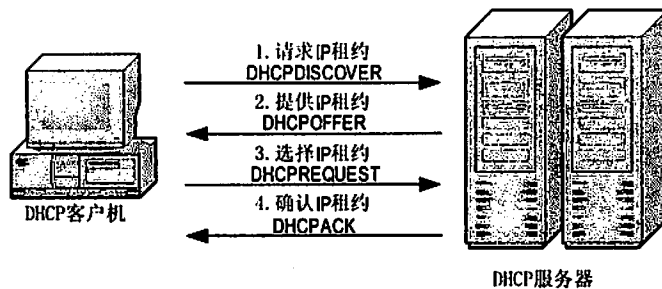 1. 请求IP租约
DHCPDISCOVER
2. 提供IP租约
DHCPOFFER
3. 选择IP租约
DHCPREQUEST
4. 确认IP租约
DHCPACK
DHCP客户机
DHCP服务器